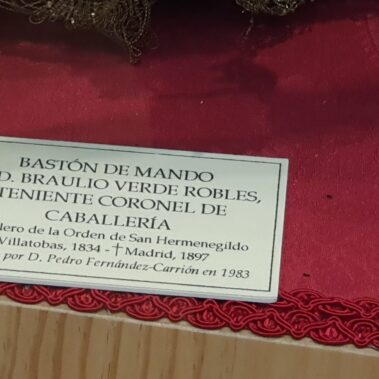 BASTÓN DE MANDO
D. BRAULIO VERDE ROBLES,
TENIENTE CORONEL DE
CABALLERÍA
de la Orden de San Hermenegildo
Villatobas, 1834 - † Madrid, 1897
por D. Pedro Fernández-Carrión en 1983